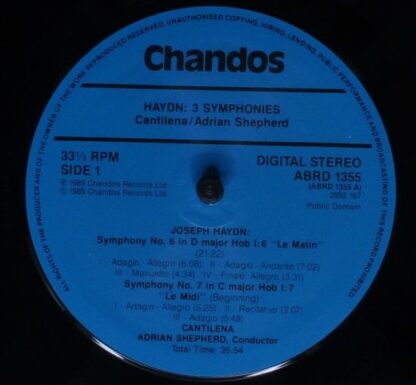 ALL RIGHTS OF THE PRODUCER AND OF THE OWNER OF THE WORK REPRODUCED RESERVED. UNAUTHORISED COPYING, HIRING, LENDING, PUBLIC PERFORMANCE AND BROADCASTING OF THIS RECORD PROHIBITED.
Chandos
HAYDN: 3 SYMPHONIES
Cantilena/Adrian Shepherd
33⅓ RPM
SIDE 1
℗ 1989 Chandos Records Ltd.
© 1989 Chandos Records Ltd.
DIGITAL STEREO
ABRD 1355
(ABRD 1355 A)
Public Domain
JOSEPH HAYDN:
Symphony No. 6 in D major Hob I:6 "Le Matin"
(21:22)
I - Adagio - Allegro (6:06) II - Adagio - Andante (7:02)
III - Menuetto (4:34) IV - Finale: Allegro (3:31)
Symphony No. 7 in C major Hob I:7
"Le Midi" (Beginning)
I - Adagio - Allegro (5:25) II - Recitativo (3:07)
III - Adagio (5:48)
CANTILENA
ADRIAN SHEPHERD, Conductor
Total Time: 35:54